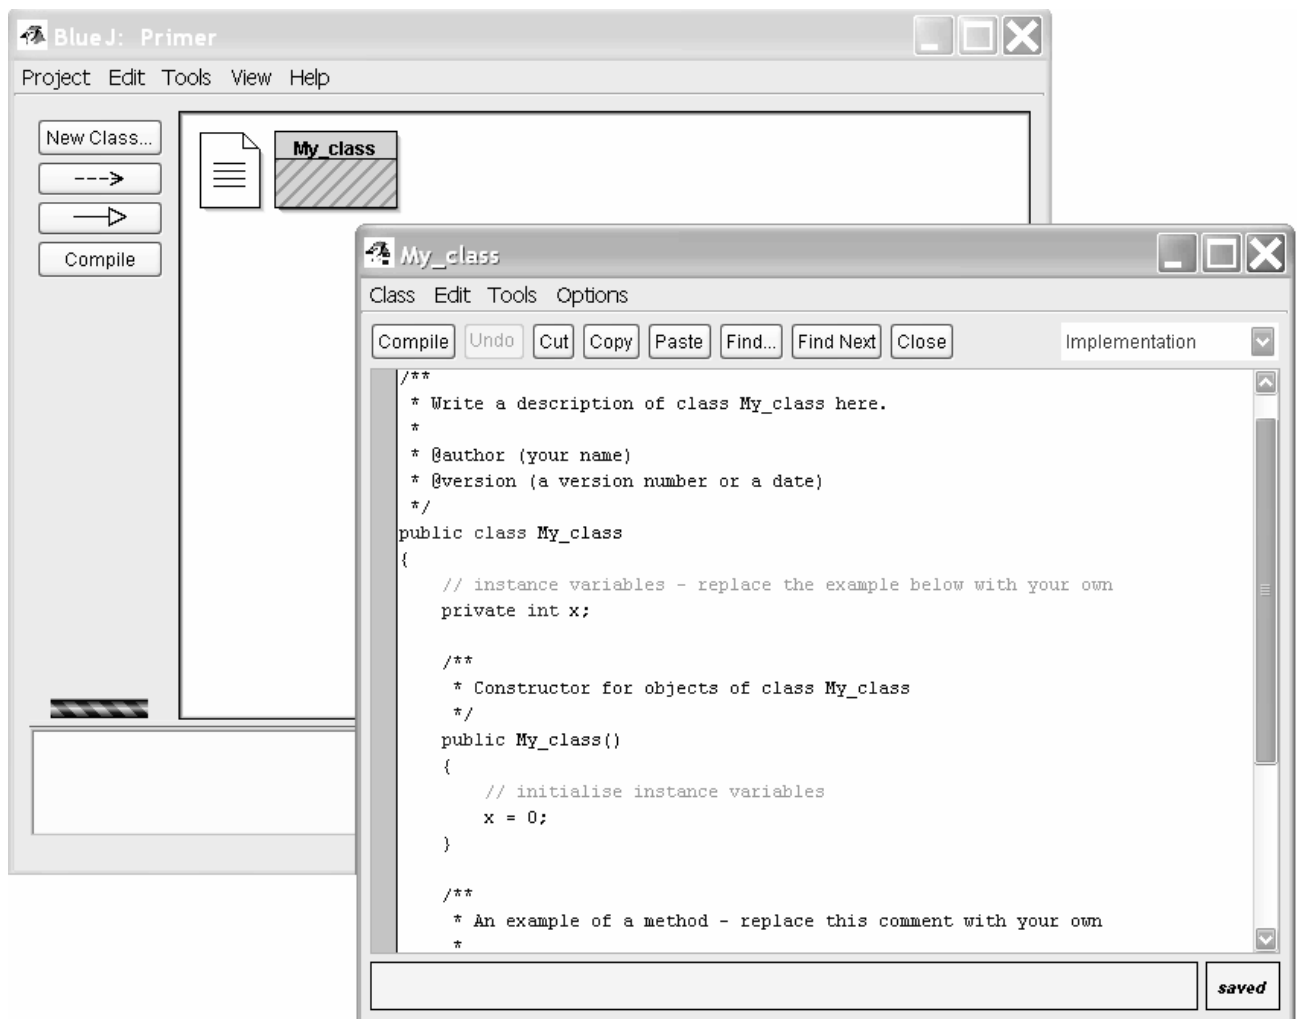 BlueJ: Primer
Project Edit Tools View Help
New Class...
My_class
Compile
My_class
Class Edit Tools Options
Compile Undo Cut Copy Paste Find... Find Next Close Implementation
/**
* Write a description of class My_class here.
*
* @author (your name)
* @version (a version number or a date)
*/
public class My_class
{
// instance variables - replace the example below with your own
private int x;
/**
* Constructor for objects of class My_class
*/
public My_class()
{
// initialise instance variables
x = 0;
}
/**
* An example of a method - replace this comment with your own
*
saved